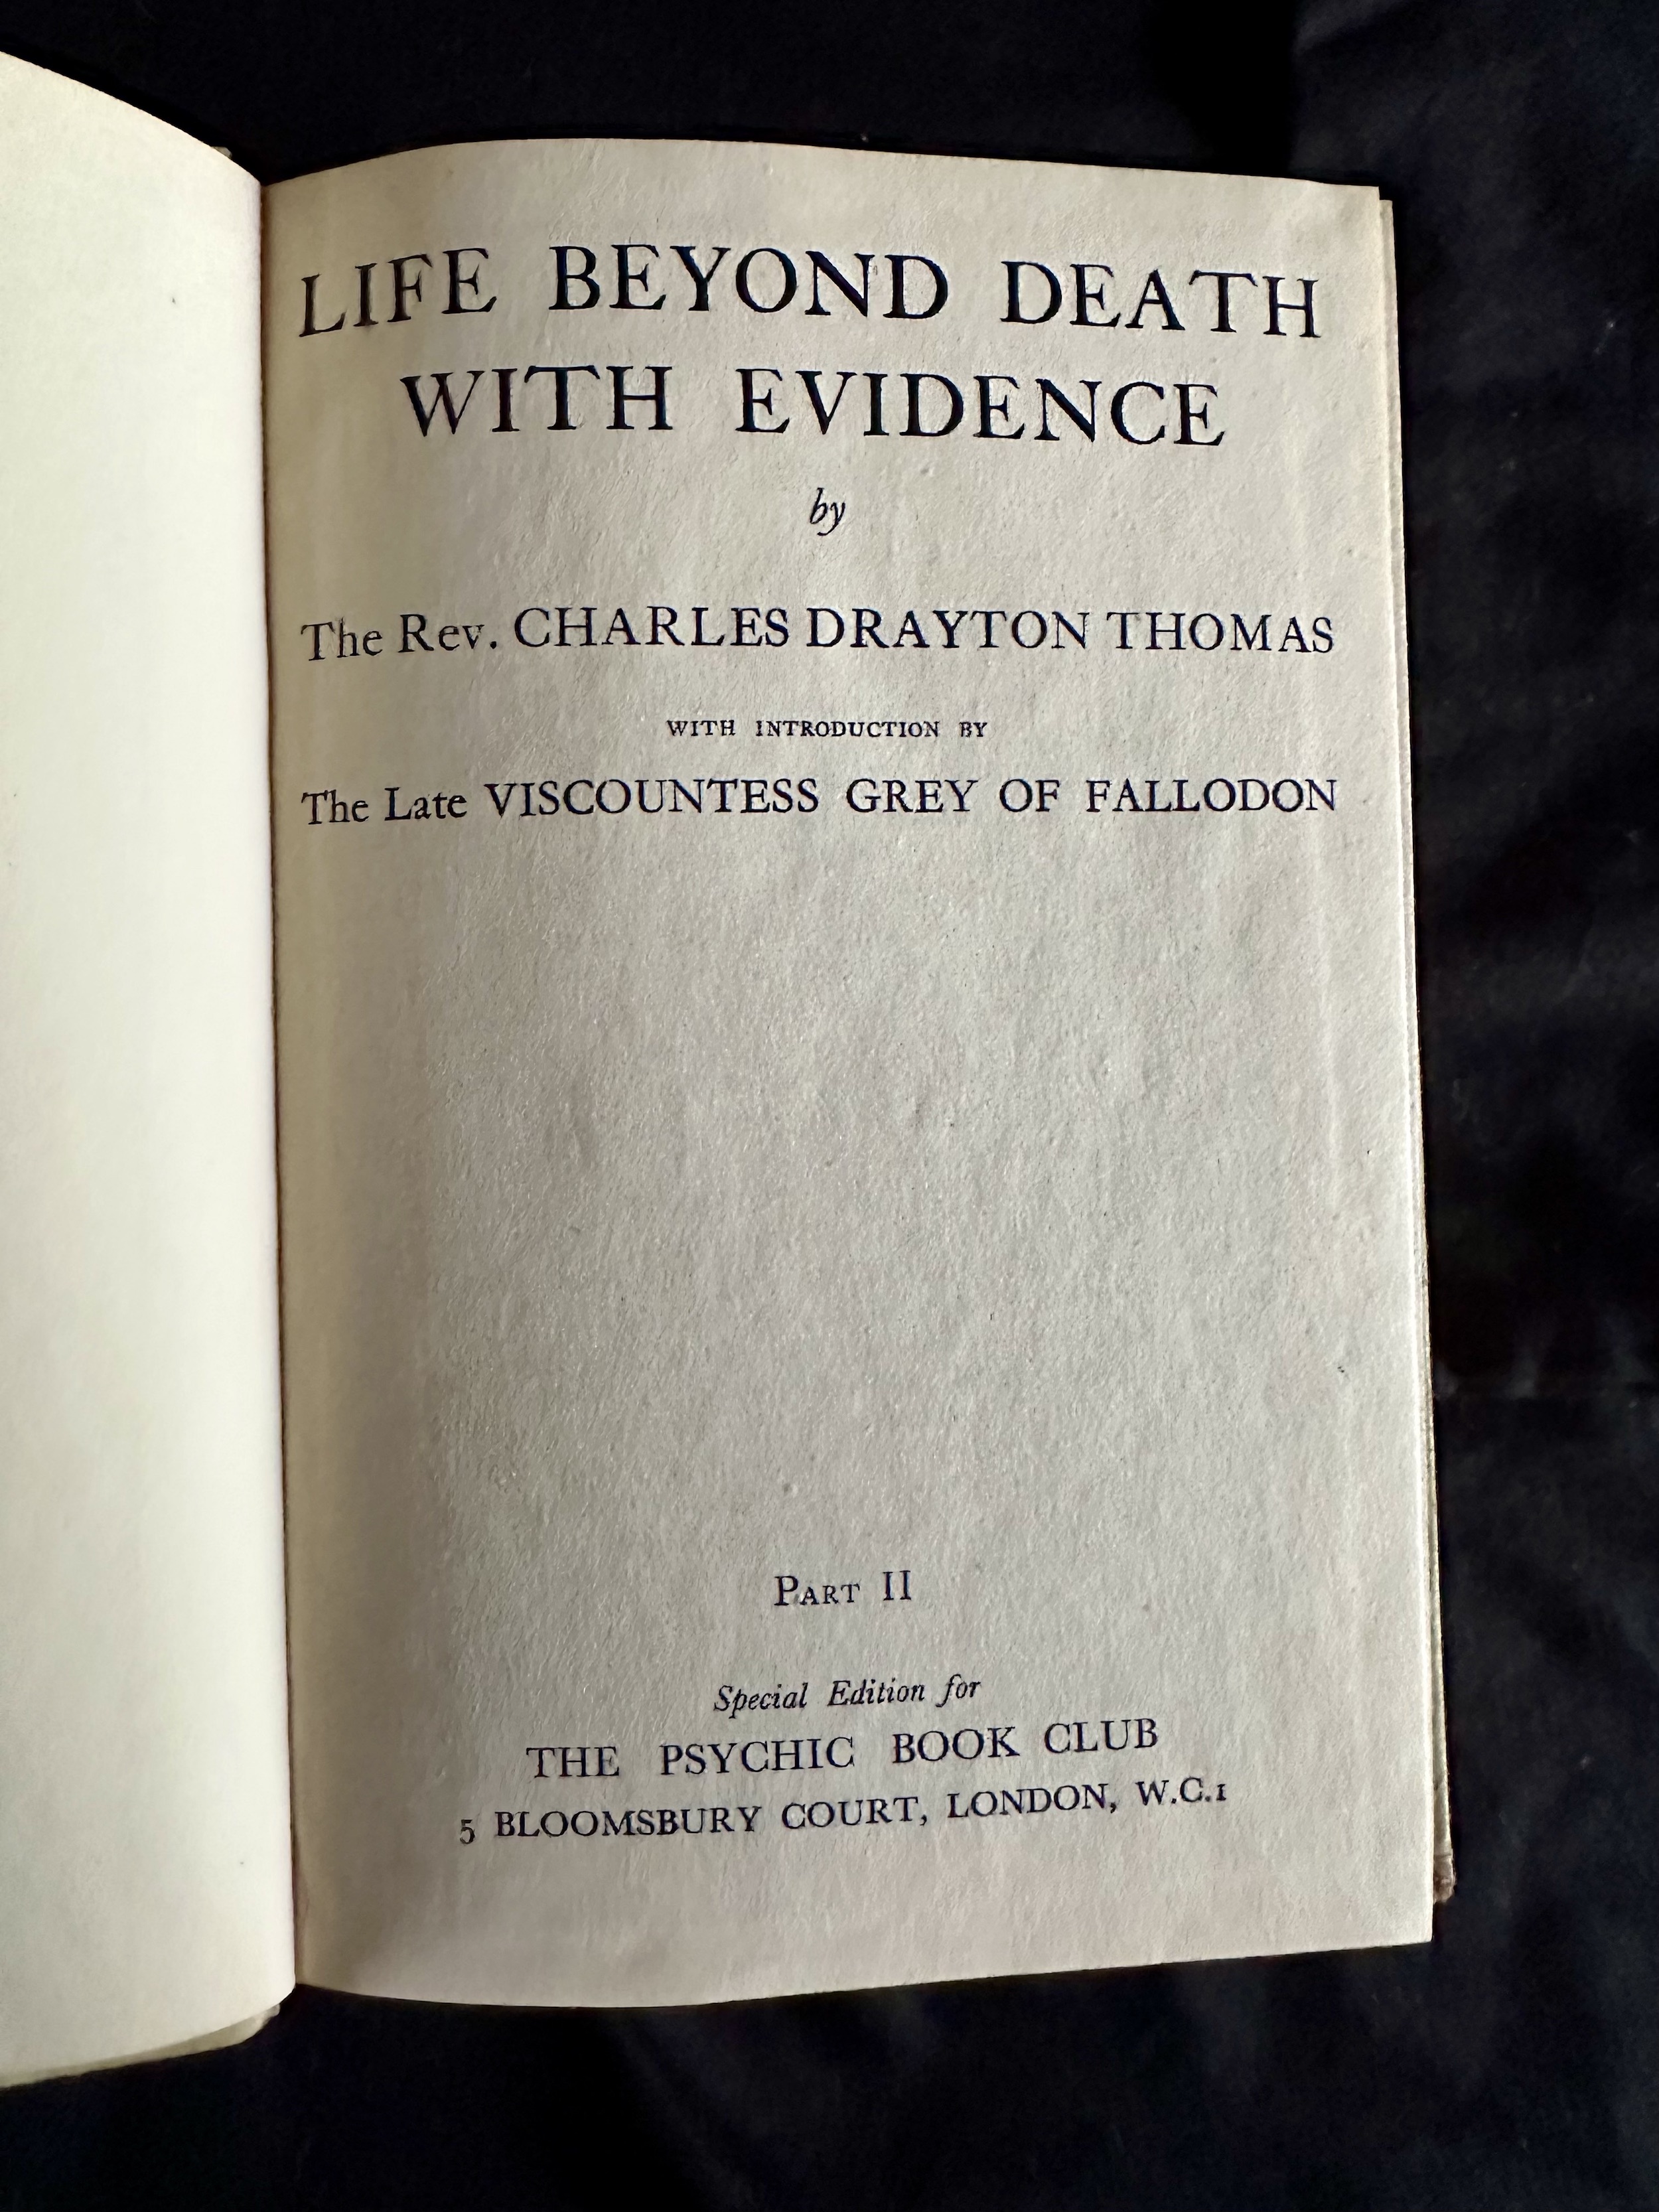 LIFE BEYOND DEATH
WITH EVIDENCE
by
The Rev. CHARLES DRAYTON THOMAS
WITH INTRODUCTION BY
The Late VISCOUNTESS GREY OF FALLODON
PART II
Special Edition for
THE PSYCHIC BOOK CLUB
5 BLOOMSBURY COURT, LONDON, W.C.1